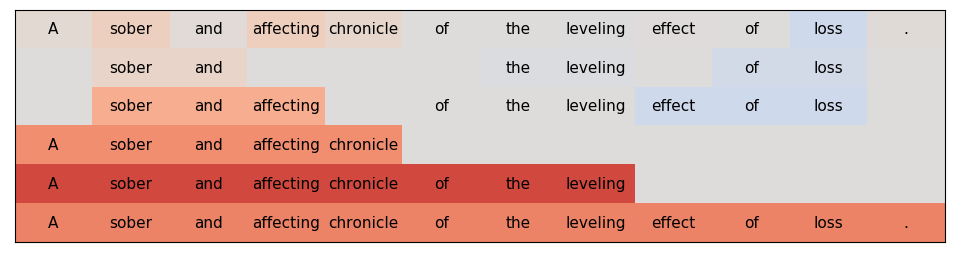 A sober and affecting chronicle of the leveling effect of loss .
sober and the leveling of loss
sober and affecting of the leveling effect of loss
A sober and affecting chronicle
A sober and affecting chronicle of the leveling
A sober and affecting chronicle of the leveling effect of loss .